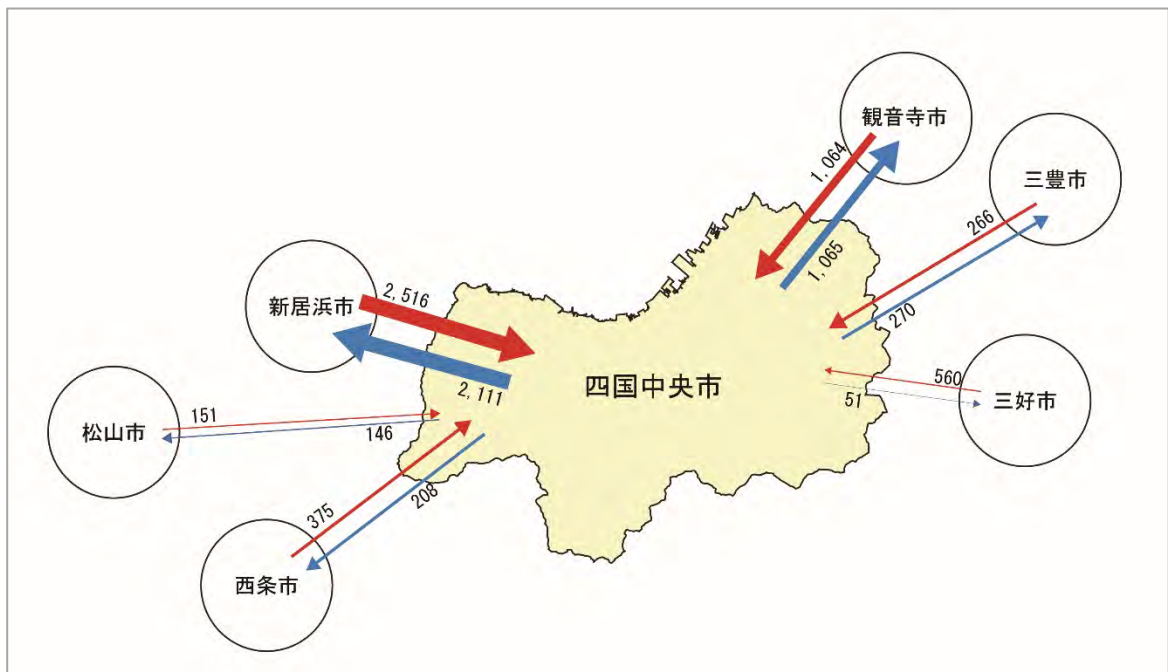 観音寺市
1,064
1,065
三豊市
266
270
新居浜市
2,516
2,111
四国中央市
560
51
三好市
松山市
151
146
375
208
西条市